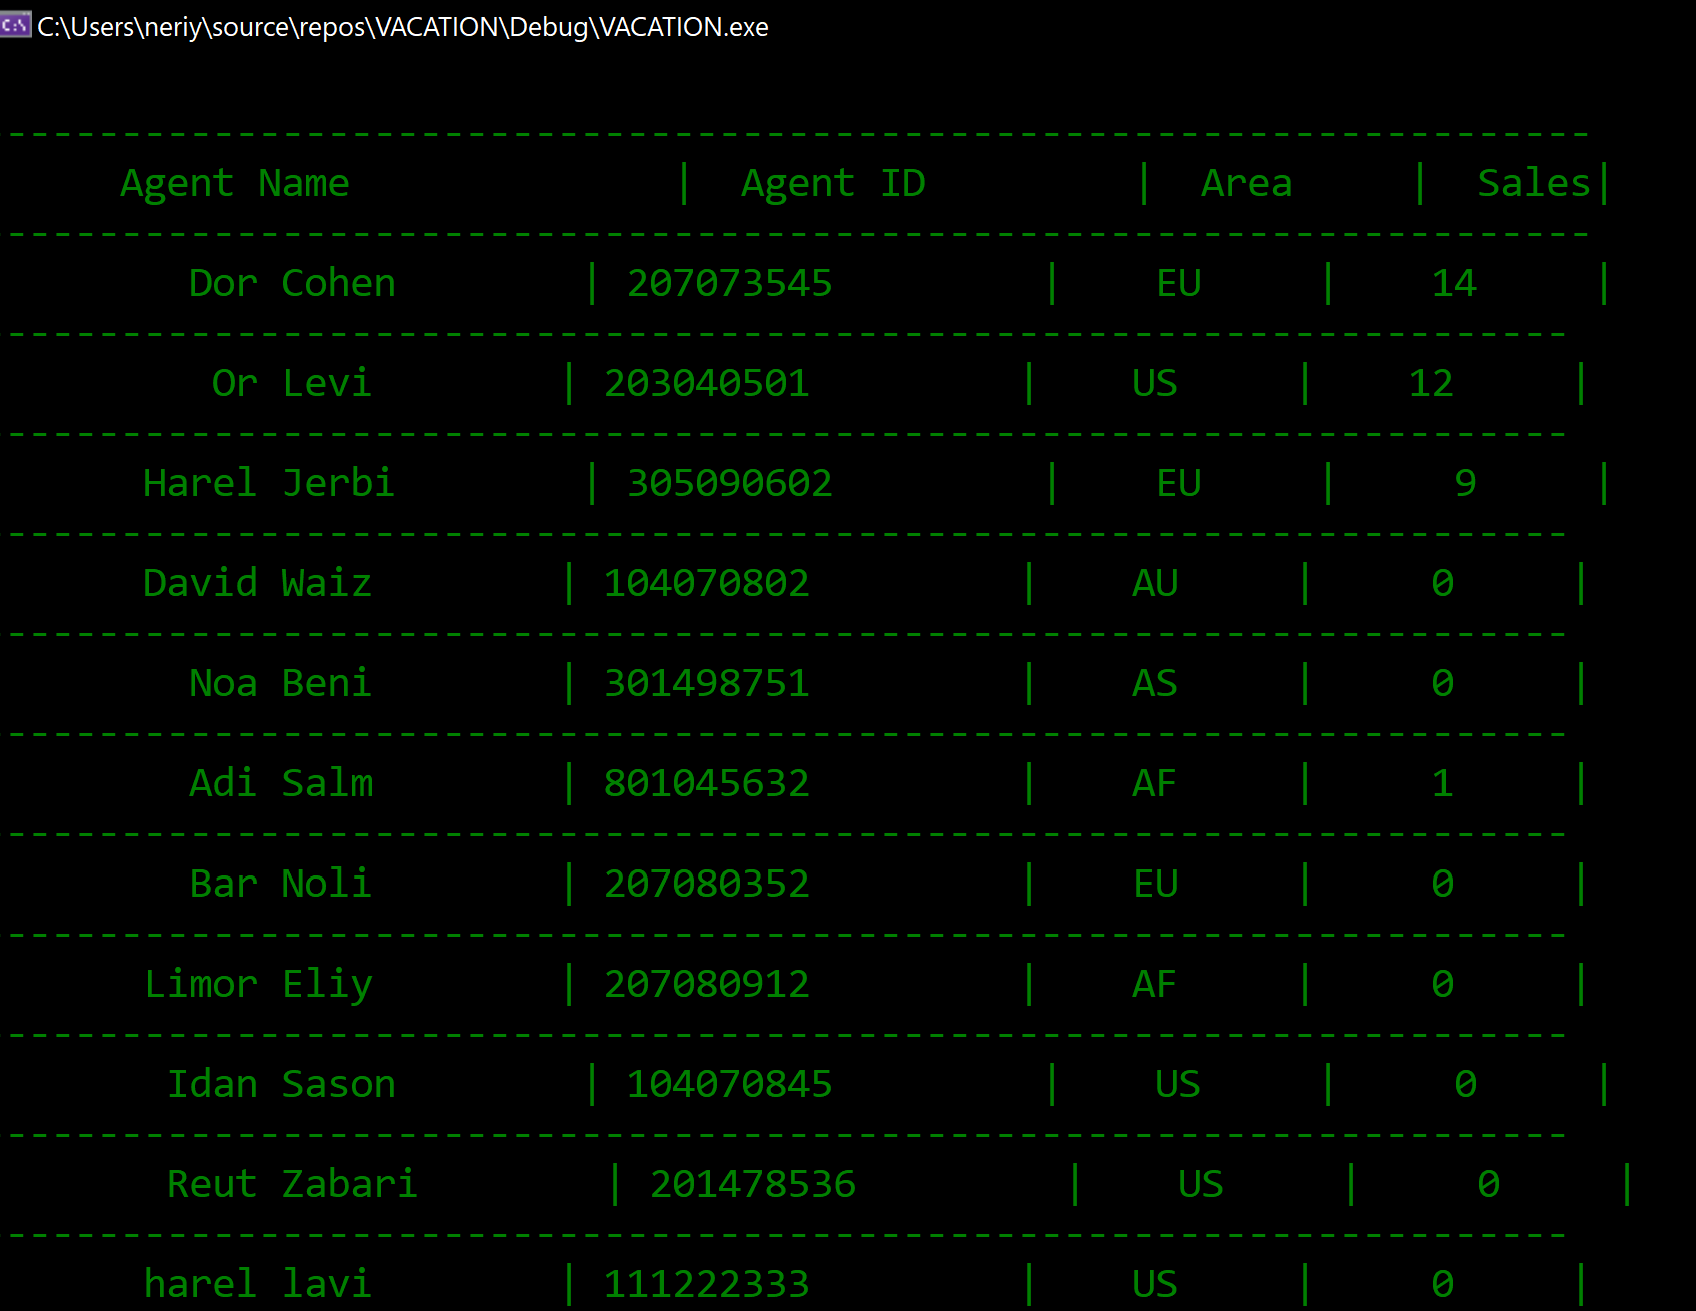 C:\Users\neriy\source\repos\VACATION\Debug\VACATION.exe
---------------------------------------------------------------------
Agent Name | Agent ID | Area | Sales|
---------------------------------------------------------------------
Dor Cohen | 207073545 | EU | 14 |
--------------------------------------------------------------------
Or Levi | 203040501 | US | 12 |
--------------------------------------------------------------------
Harel Jerbi | 305090602 | EU | 9 |
--------------------------------------------------------------------
David Waiz | 104070802 | AU | 0 |
--------------------------------------------------------------------
Noa Beni | 301498751 | AS | 0 |
--------------------------------------------------------------------
Adi Salm | 801045632 | AF | 1 |
--------------------------------------------------------------------
Bar Noli | 207080352 | EU | 0 |
--------------------------------------------------------------------
Limor Eliy | 207080912 | AF | 0 |
--------------------------------------------------------------------
Idan Sason | 104070845 | US | 0 |
--------------------------------------------------------------------
Reut Zabari | 201478536 | US | 0 |
--------------------------------------------------------------------
harel lavi | 111222333 | US | 0 |